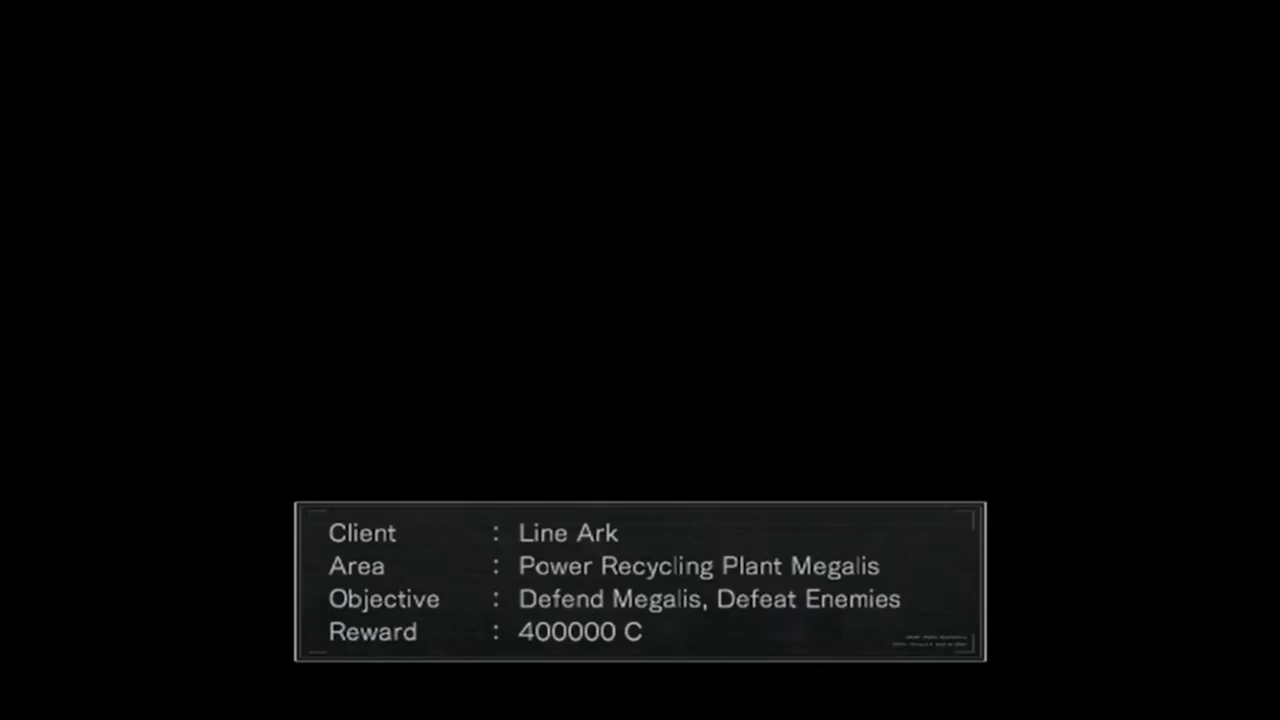 Client : Line Ark
Area : Power Recycling Plant Megalis
Objective : Defend Megalis, Defeat Enemies
Reward : 400000 C